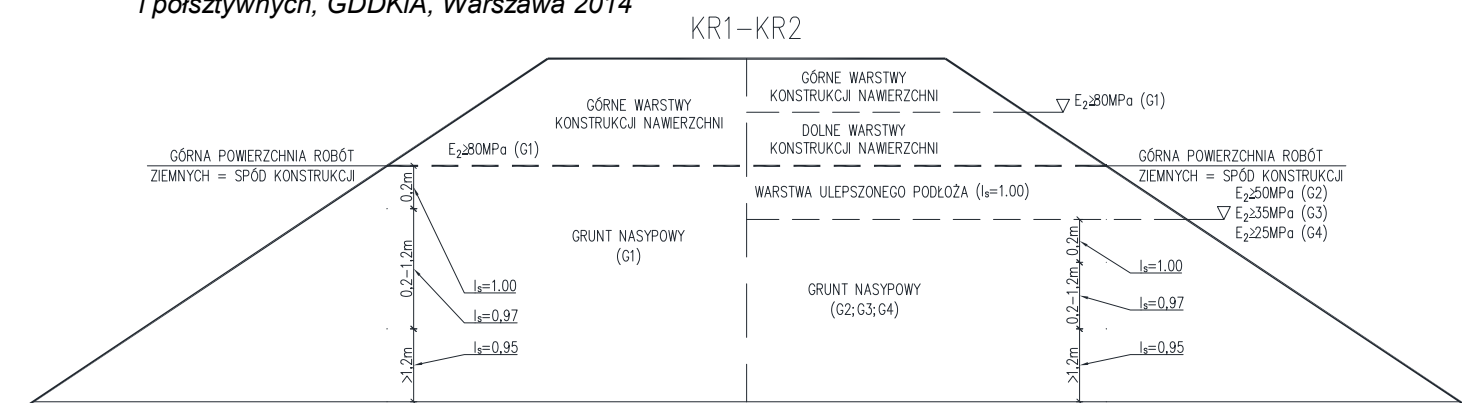 i półsztywnych, GDDKiA, Warszawa 2014
KR1-KR2
GÓRNE WARSTWY
KONSTRUKCJI NAWIERZCHNI
E₂≥80MPa (G1)
GÓRNE WARSTWY
KONSTRUKCJI NAWIERZCHNI
DOLNE WARSTWY
KONSTRUKCJI NAWIERZCHNI
E₂≥80MPa (G1)
GÓRNA POWIERZCHNIA ROBÓT
ZIEMNYCH = SPÓD KONSTRUKCJI
GÓRNA POWIERZCHNIA ROBÓT
ZIEMNYCH = SPÓD KONSTRUKCJI
WARSTWA ULEPSZONEGO PODŁOŻA (Iₛ=1.00)
E₂≥50MPa (G2)
E₂≥35MPa (G3)
E₂≥25MPa (G4)
GRUNT NASYPOWY
(G1)
GRUNT NASYPOWY
(G2;G3;G4)
0.2m
0.2-1.2m
>1.2m
Iₛ=1.00
Iₛ=0,97
Iₛ=0,95
0.2m
0.2-1.2m
>1.2m
Iₛ=1.00
Iₛ=0,97
Iₛ=0,95